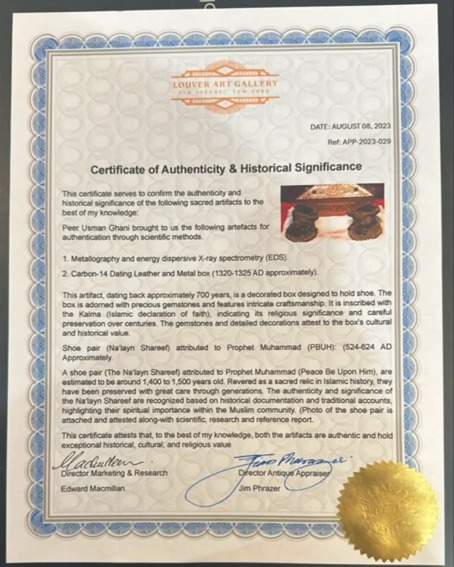 LOUVER ART GALLERY
DATE: AUGUST 08, 2023
Ref: APP-2023-029
Certificate of Authenticity & Historical Significance
This certificate serves to confirm the authenticity and
historical significance of the following sacred artifacts to the
best of my knowledge:
Peer Usman Ghani brought to us the following artefacts for
authentication through scientific methods.
1. Metallography and energy dispersive X-ray spectrometry (EDS).
2. Carbon-14 Dating Leather and Metal box (1320-1325 AD approximately).
This artifact, dating back approximately 700 years, is a decorated box designed to hold shoe. The
box is adorned with precious gemstones and features intricate craftsmanship. It is inscribed with
the Kalma (Islamic declaration of faith), indicating its religious significance and careful
preservation over centuries. The gemstones and detailed decorations attest to the box's cultural
and historical value.
Shoe pair (Na'layn Shareef) attributed to Prophet Muhammad (PBUH): (524-624 AD
Approximately.
A shoe pair (The Na'layn Shareef) attributed to Prophet Muhammad (Peace Be Upon Him), are
estimated to be around 1,400 to 1,500 years old. Revered as a sacred relic in Islamic history, they
have been preserved with great care through generations. The authenticity and significance of
the Na'layn Shareef are recognized based on historical documentation and traditional accounts,
highlighting their spiritual importance within the Muslim community. (Photo of the shoe pair is
attached and attested along-with scientific, research and reference report.
This certificate attests that, to the best of my knowledge, both the artifacts are authentic and hold
exceptional historical, cultural, and religious value
Director Marketing & Research
Edward Macmillan
Jim Phrazer
Director Antique Appraiser
Jim Phrazer